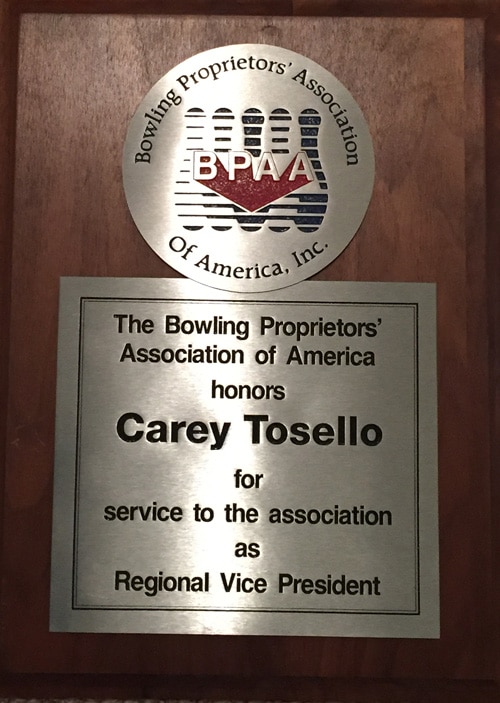 Bowling Proprietors' Association
BPAA
Of America, Inc.
The Bowling Proprietors'
Association of America
honors
Carey Tosello
for
service to the association
as
Regional Vice President